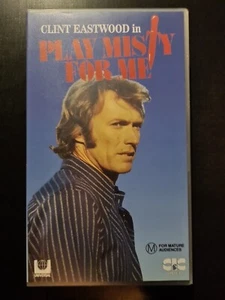 CLINT EASTWOOD in
PLAY MISTY
FOR ME
M
FOR MATURE
AUDIENCES
CIC